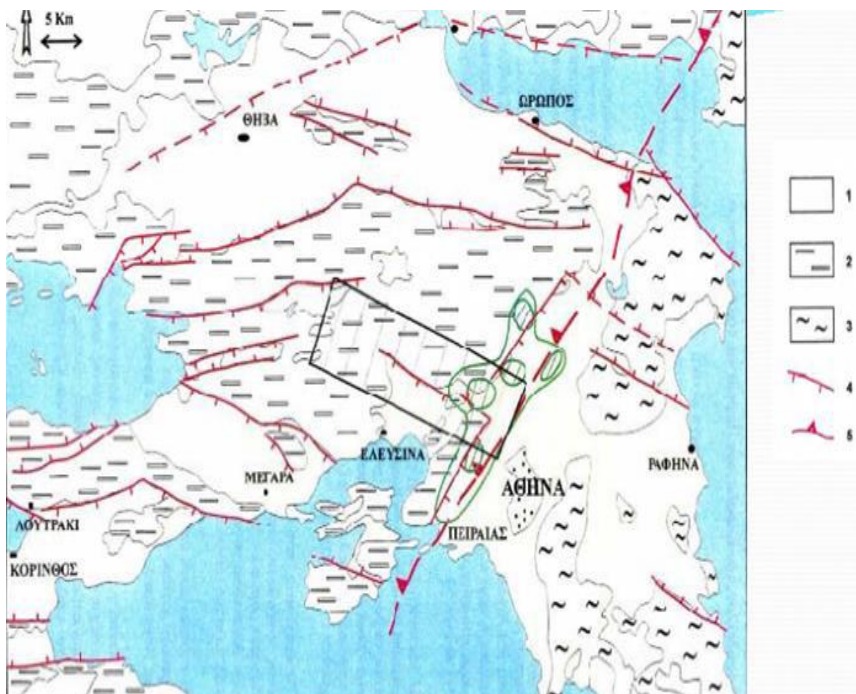 5 Km
ΩΡΩΠΟΣ
ΘΗΒΑ
1
2
3
4
5
ΕΛΕΥΣΙΝΑ
ΜΕΓΑΡΑ
ΑΘΗΝΑ
ΡΑΦΗΝΑ
ΛΟΥΤΡΑΚΙ
ΠΕΙΡΑΙΑΣ
ΚΟΡΙΝΘΟΣ